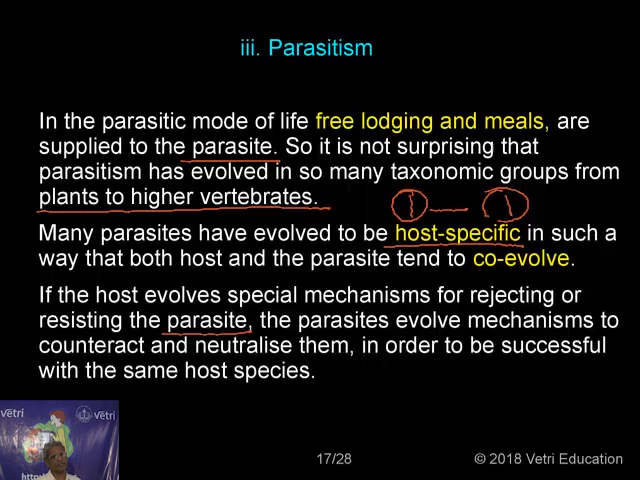 iii. Parasitism
In the parasitic mode of life free lodging and meals, are
supplied to the parasite. So it is not surprising that
parasitism has evolved in so many taxonomic groups from
plants to higher vertebrates.
Many parasites have evolved to be host-specific in such a
way that both host and the parasite tend to co-evolve.
If the host evolves special mechanisms for rejecting or
resisting the parasite, the parasites evolve mechanisms to
counteract and neutralise them, in order to be successful
with the same host species.
Vētri
Vētri
17/28
© 2018 Vetri Education